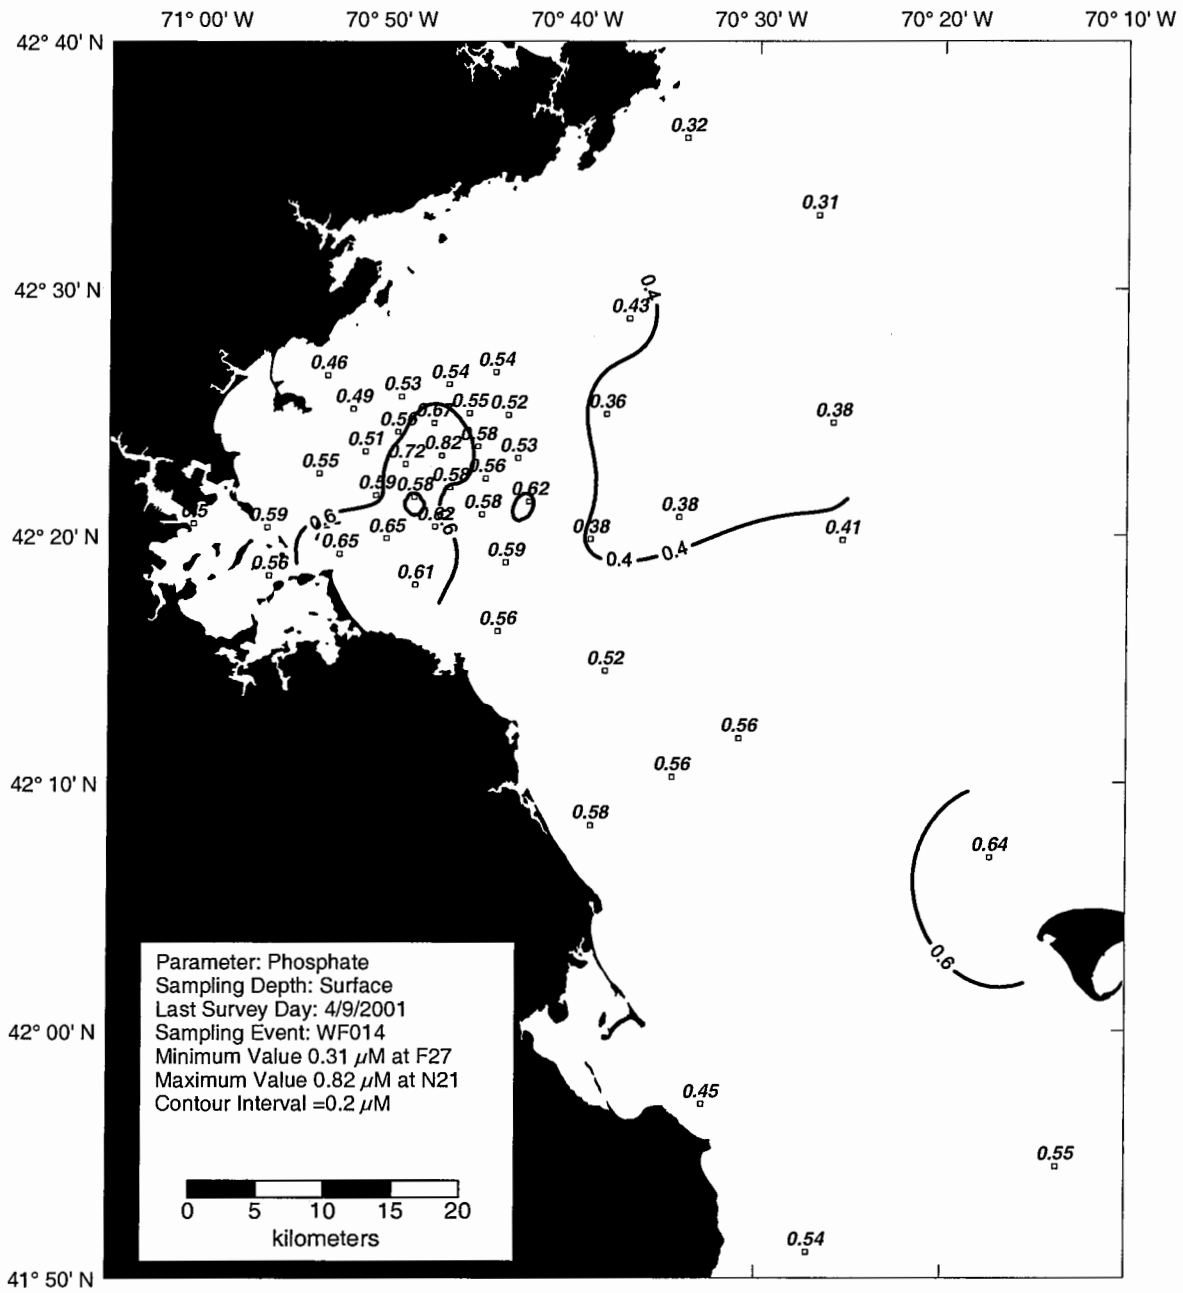 71° 00' W 70° 50' W 70° 40' W 70° 30' W 70° 20' W 70° 10' W
42° 40' N
0.32
0.31
42° 30' N
0.4
0.43
0.46 0.54 0.54
0.49 0.53 0.55 0.52 0.36 0.38
0.56 0.67
0.51 0.72 0.82 0.58 0.53
0.55 0.56
0.59 0.58 0.58 0.62
0.5 0.59 0.6 0.62 0.58 0.38 0.38 0.41
42° 20' N
0.65 0.65 0.59 0.4 0.4
0.56 0.61
0.56
0.52
0.56
0.56
42° 10' N
0.58
0.64
0.6
Parameter: Phosphate
Sampling Depth: Surface
Last Survey Day: 4/9/2001
Sampling Event: WF014
Minimum Value 0.31 µM at F27
Maximum Value 0.82 µM at N21
Contour Interval =0.2 µM
42° 00' N
0.45
0.55
0 5 10 15 20
kilometers
0.54
41° 50' N